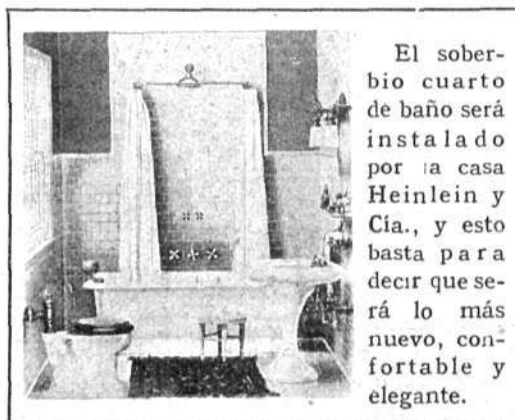 El sober-
bio cuarto
de baño será
instalado
por la casa
Heinlein y
Cía., y esto
basta para
decir que se-
rá lo más
nuevo, con-
fortable y
elegante.